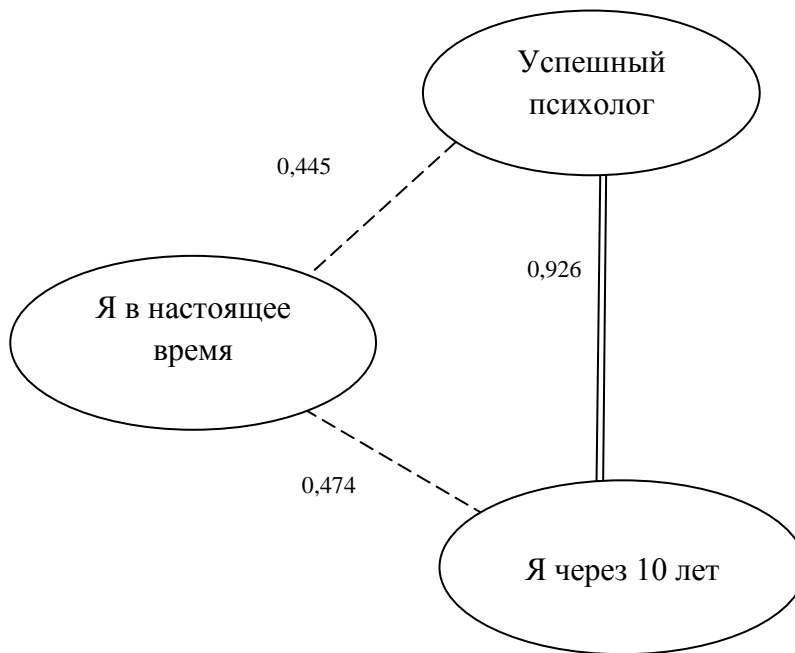 Успешный
психолог
0,445
0,926
Я в настоящее
время
0,474
Я через 10 лет